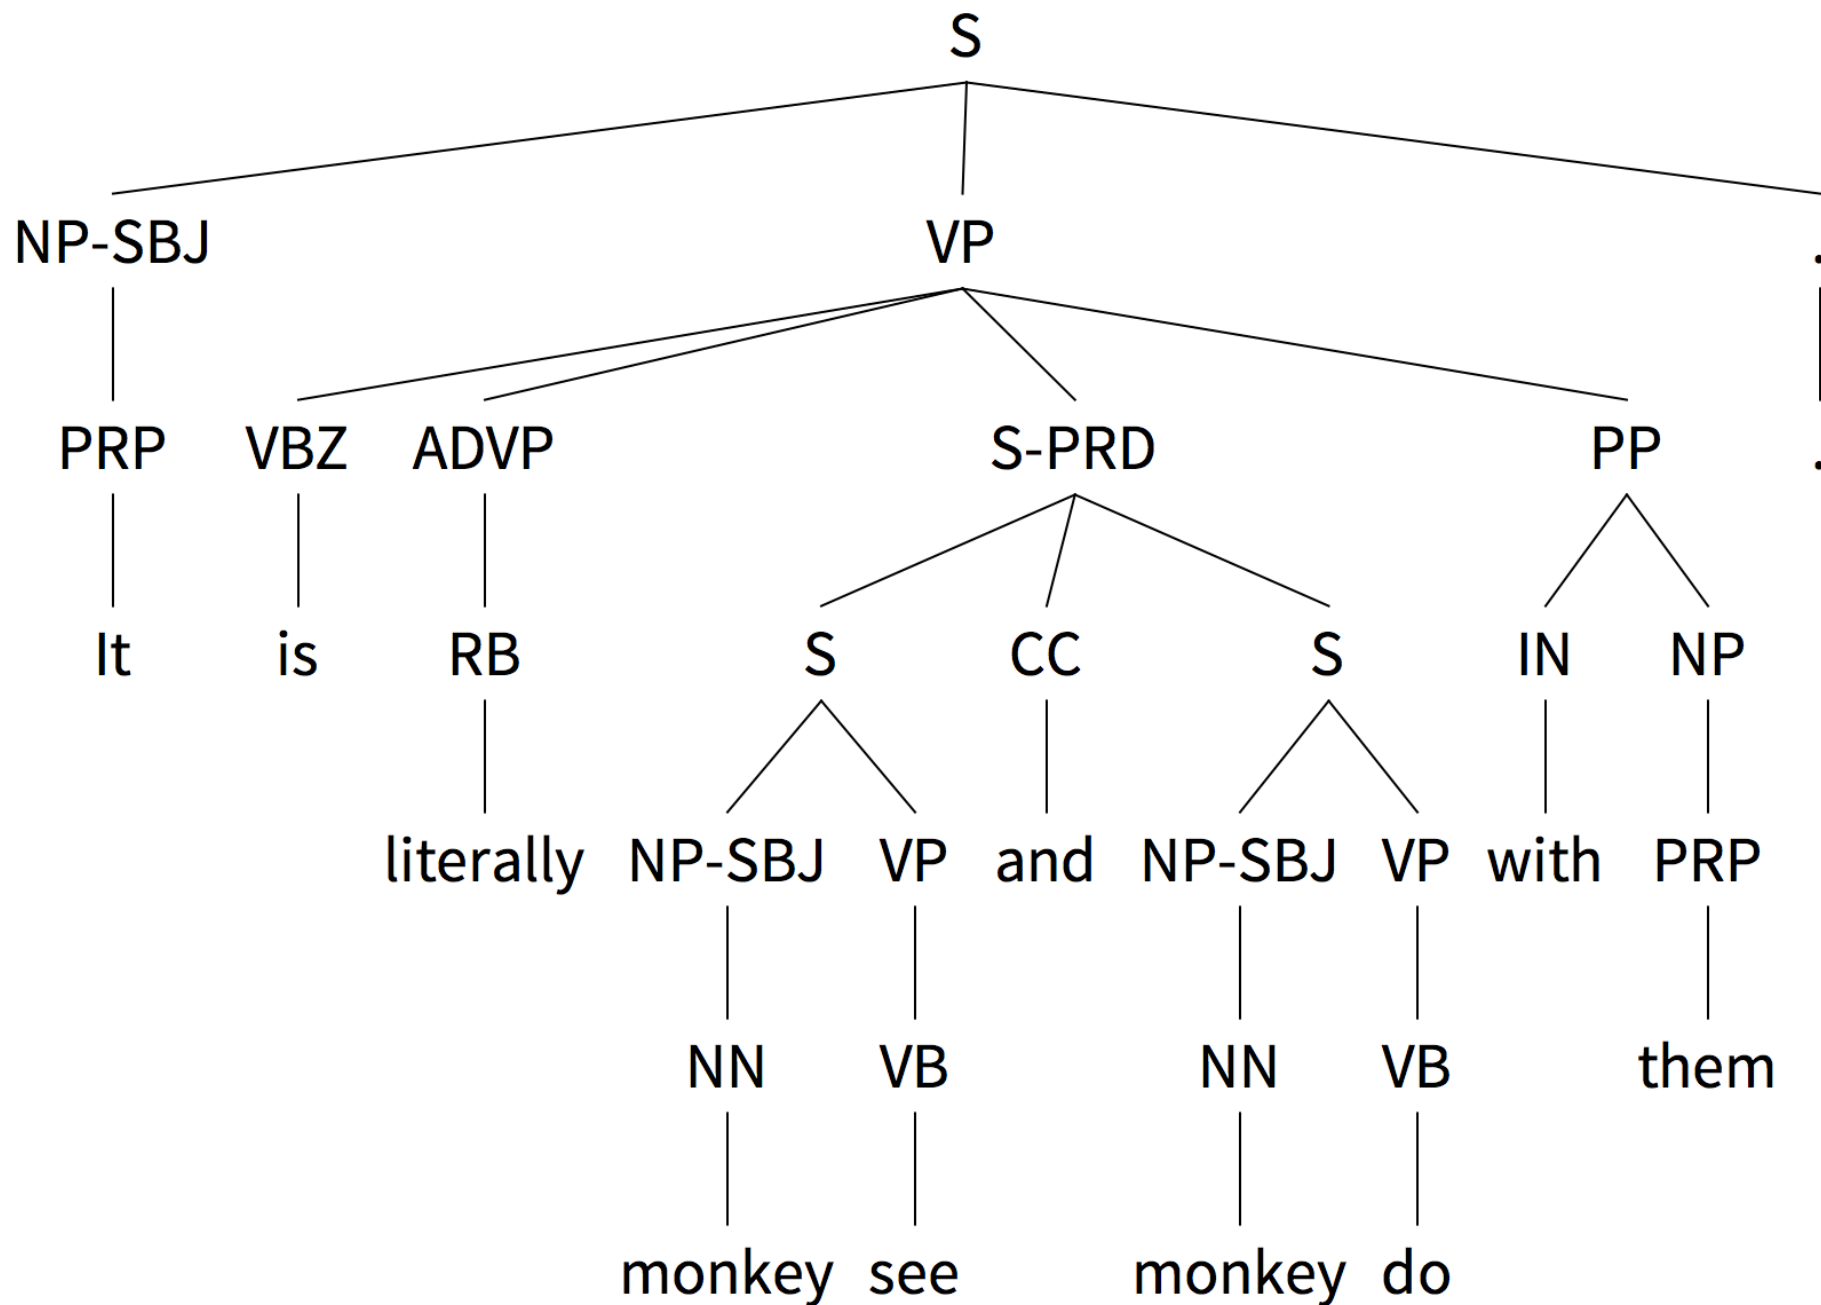 S
NP-SBJ VP .
PRP VBZ ADVP S-PRD PP .
It is RB S CC S IN NP
literally NP-SBJ VP and NP-SBJ VP with PRP
NN VB NN VB them
monkey see monkey do